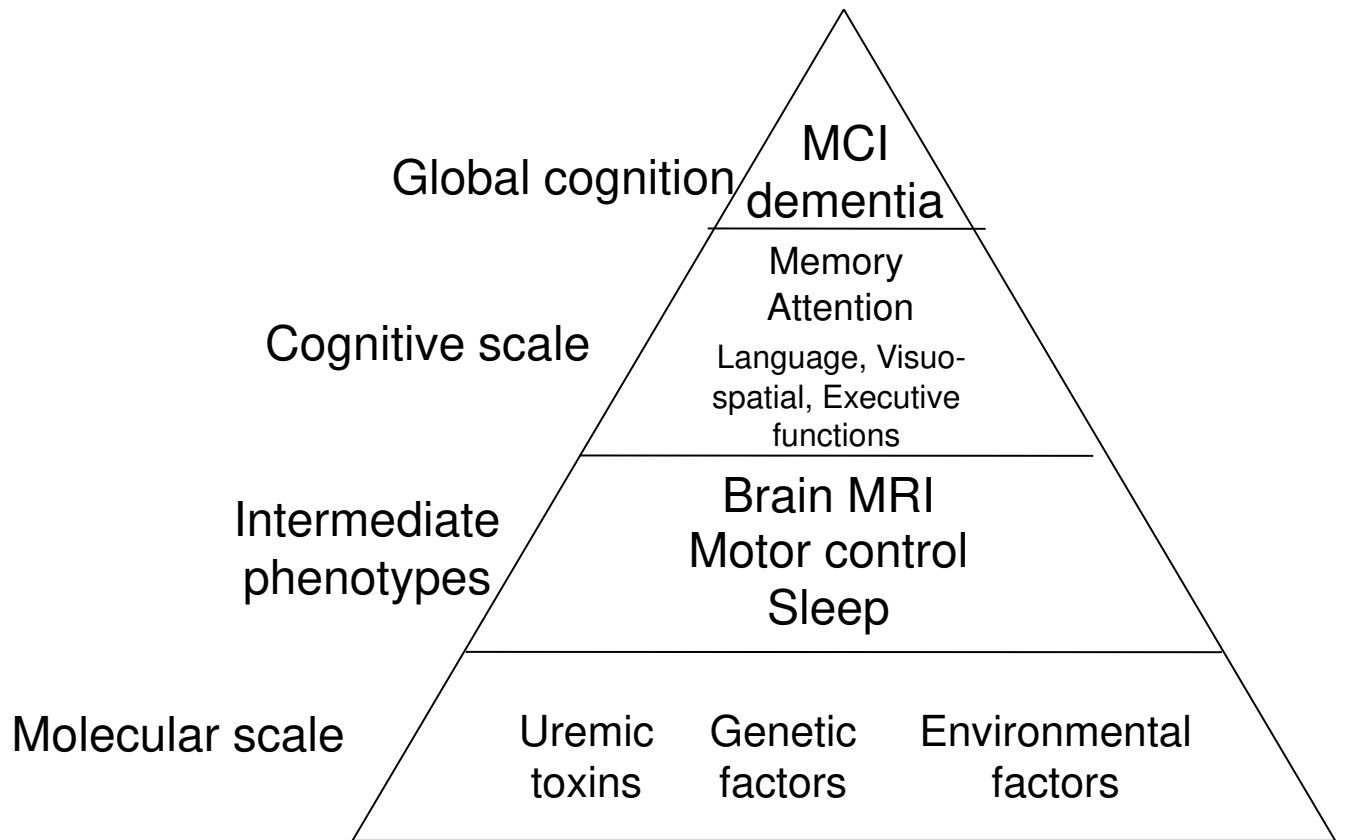 MCI
Global cognition
dementia
Memory
Attention
Cognitive scale
Language, Visuo-
spatial, Executive
functions
Intermediate
phenotypes
Brain MRI
Motor control
Sleep
Molecular scale
Uremic
toxins
Genetic
factors
Environmental
factors